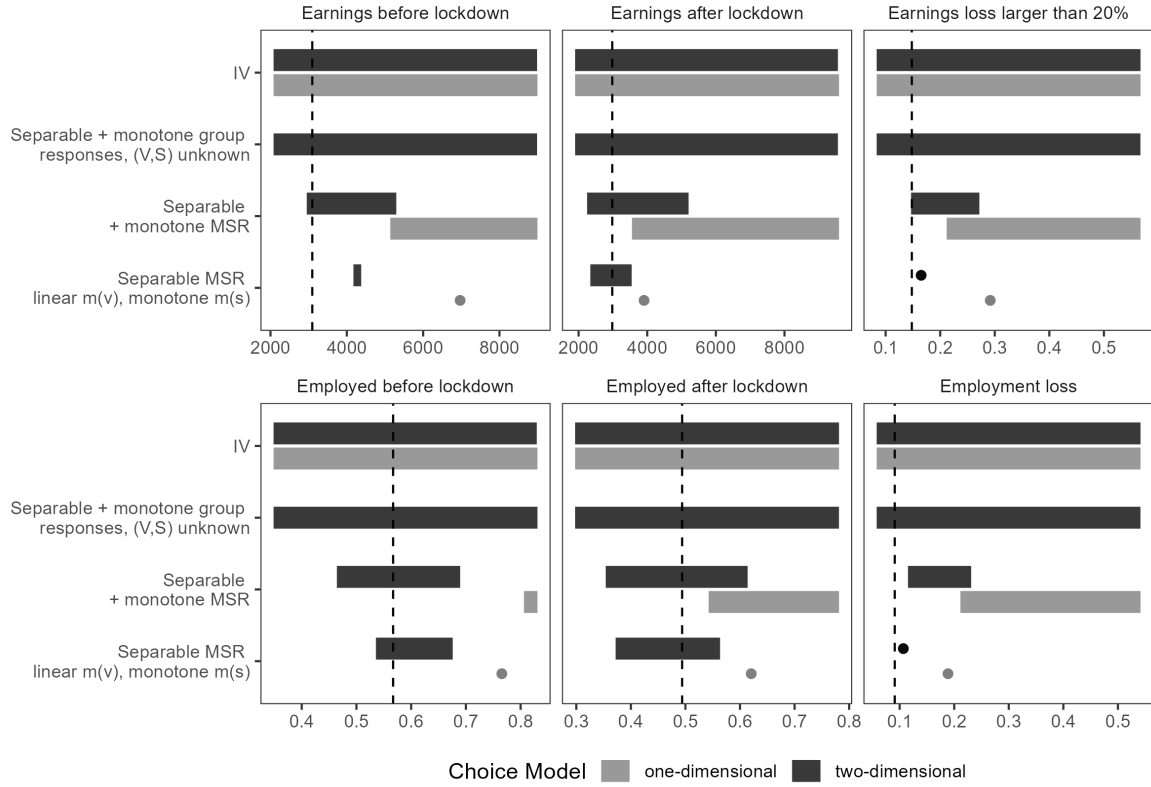 Earnings before lockdown
Earnings after lockdown
Earnings loss larger than 20%
IV
Separable + monotone group
responses, (V,S) unknown
Separable
+ monotone MSR
Separable MSR
linear m(v), monotone m(s)
2000 4000 6000 8000
2000 4000 6000 8000
0.1 0.2 0.3 0.4 0.5
Employed before lockdown
Employed after lockdown
Employment loss
IV
Separable + monotone group
responses, (V,S) unknown
Separable
+ monotone MSR
Separable MSR
linear m(v), monotone m(s)
0.4 0.5 0.6 0.7 0.8
0.3 0.4 0.5 0.6 0.7 0.8
0.1 0.2 0.3 0.4 0.5
Choice Model one-dimensional two-dimensional